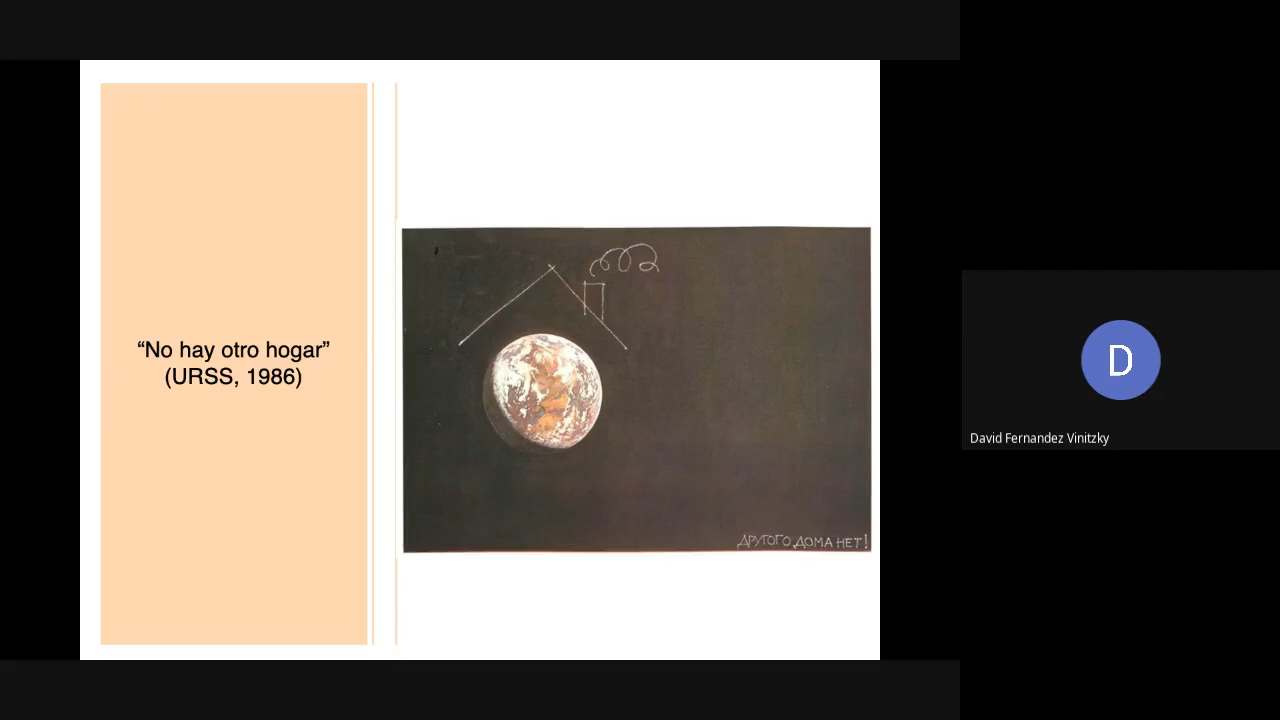 “No hay otro hogar”
(URSS, 1986)
ДРУГОГО ДОМА НЕТ!
D
David Fernandez Vinitzky